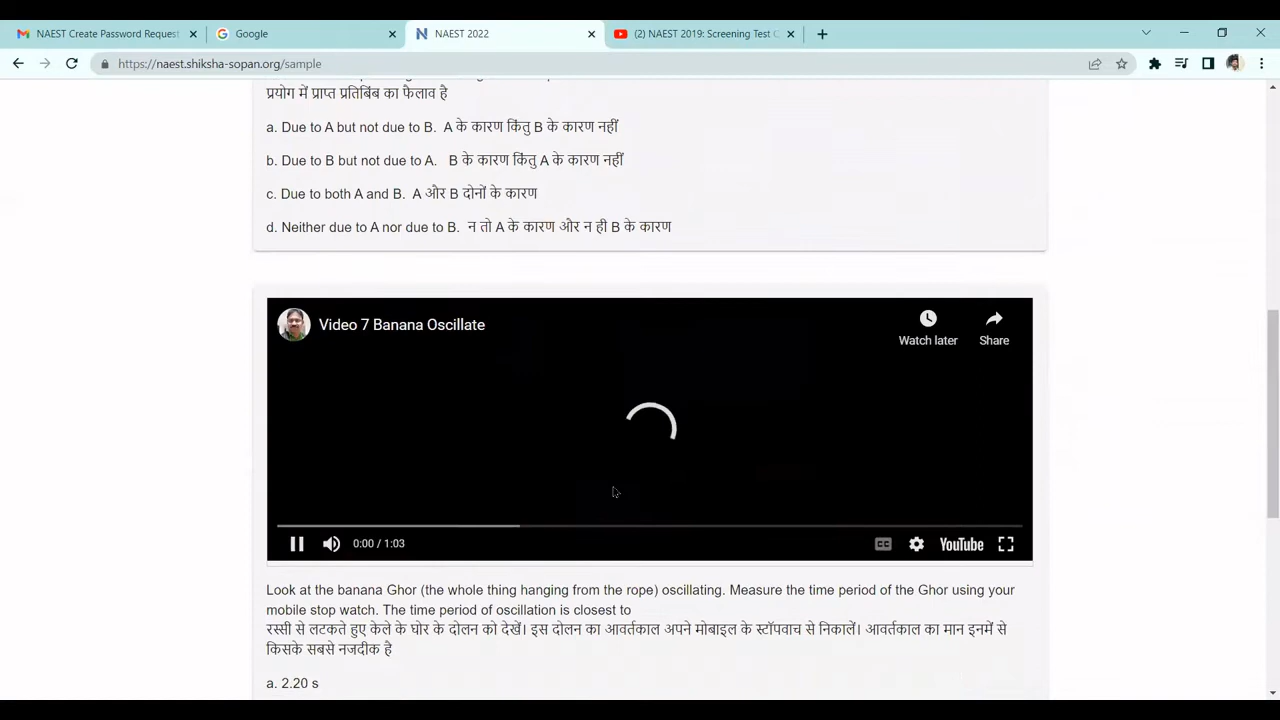 NAEST Create Password Request
Google
NAEST 2022
(2) NAEST 2019: Screening Test
https://naest.shiksha-sopan.org/sample
प्रयोग में प्राप्त प्रतिबिंब का फैलाव है
a. Due to A but not due to B. A के कारण किंतु B के कारण नहीं
b. Due to B but not due to A. B के कारण किंतु A के कारण नहीं
c. Due to both A and B. A और B दोनों के कारण
d. Neither due to A nor due to B. न तो A के कारण और न ही B के कारण
Video 7 Banana Oscillate
Watch later
Share
0:00 / 1:03
CC
YouTube
Look at the banana Ghor (the whole thing hanging from the rope) oscillating. Measure the time period of the Ghor using your
mobile stop watch. The time period of oscillation is closest to
रस्सी से लटकते हुए केले के घोर के दोलन को देखें। इस दोलन का आवर्तकाल अपने मोबाइल के स्टॉपवाच से निकालें। आवर्तकाल का मान इनमें से
किसके सबसे नजदीक है
a. 2.20 s